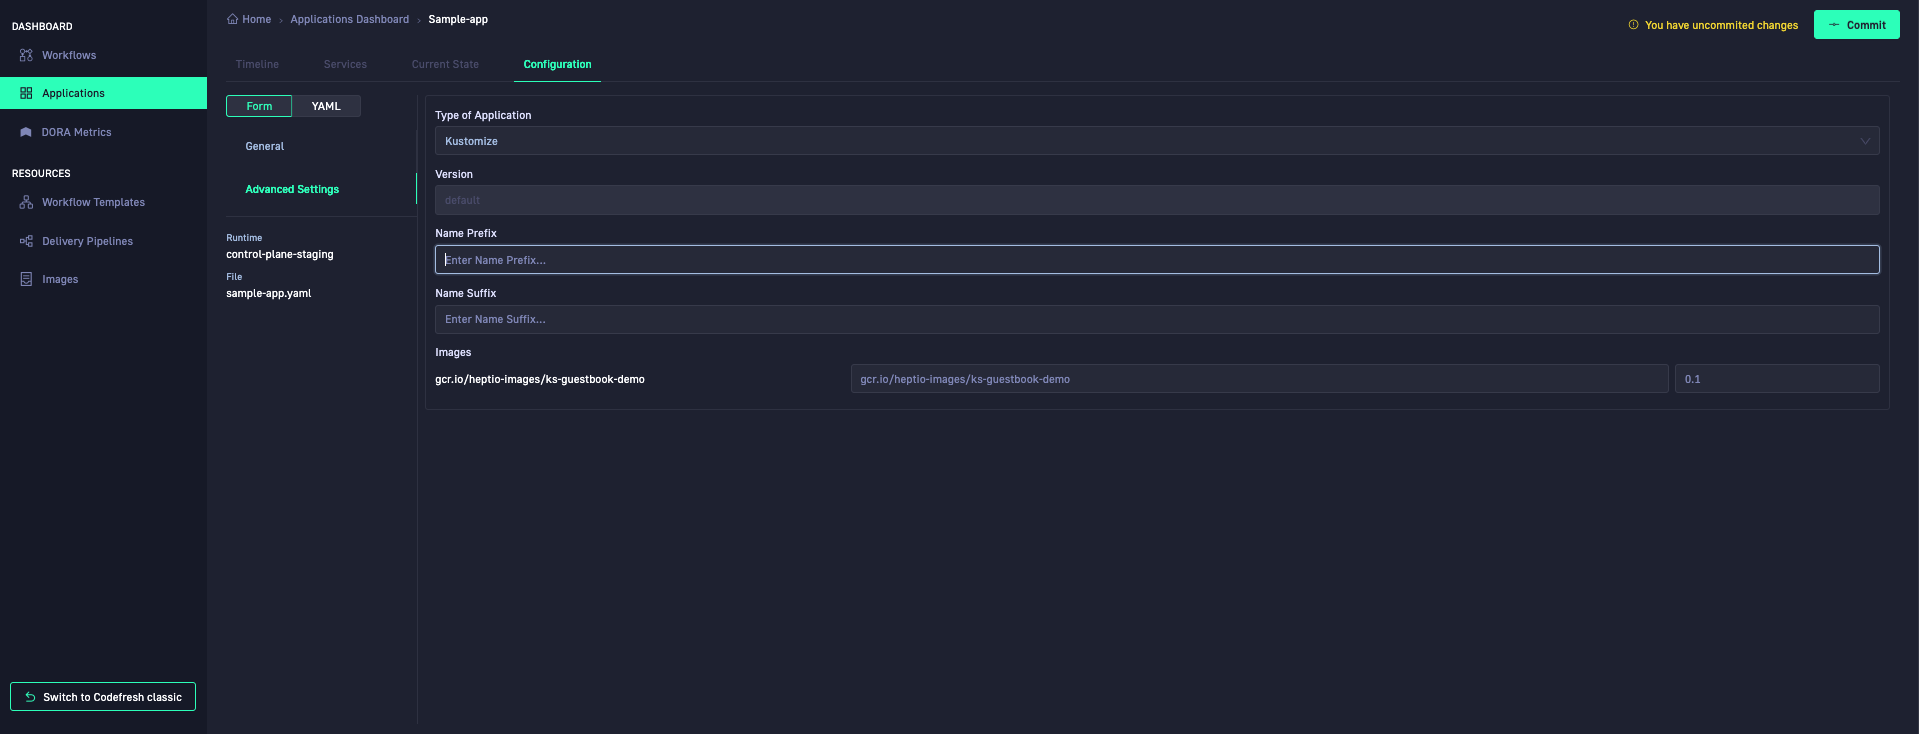 DASHBOARD
Workflows
Applications
DORA Metrics
RESOURCES
Workflow Templates
Delivery Pipelines
Images
Switch to Codefresh classic
Home › Applications Dashboard › Sample-app
You have uncommited changes
Commit
Timeline Services Current State Configuration
Form YAML
General
Advanced Settings
Runtime
control-plane-staging
File
sample-app.yaml
Type of Application
Kustomize
Version
default
Name Prefix
Enter Name Prefix...
Name Suffix
Enter Name Suffix...
Images
gcr.io/heptio-images/ks-guestbook-demo gcr.io/heptio-images/ks-guestbook-demo 0.1